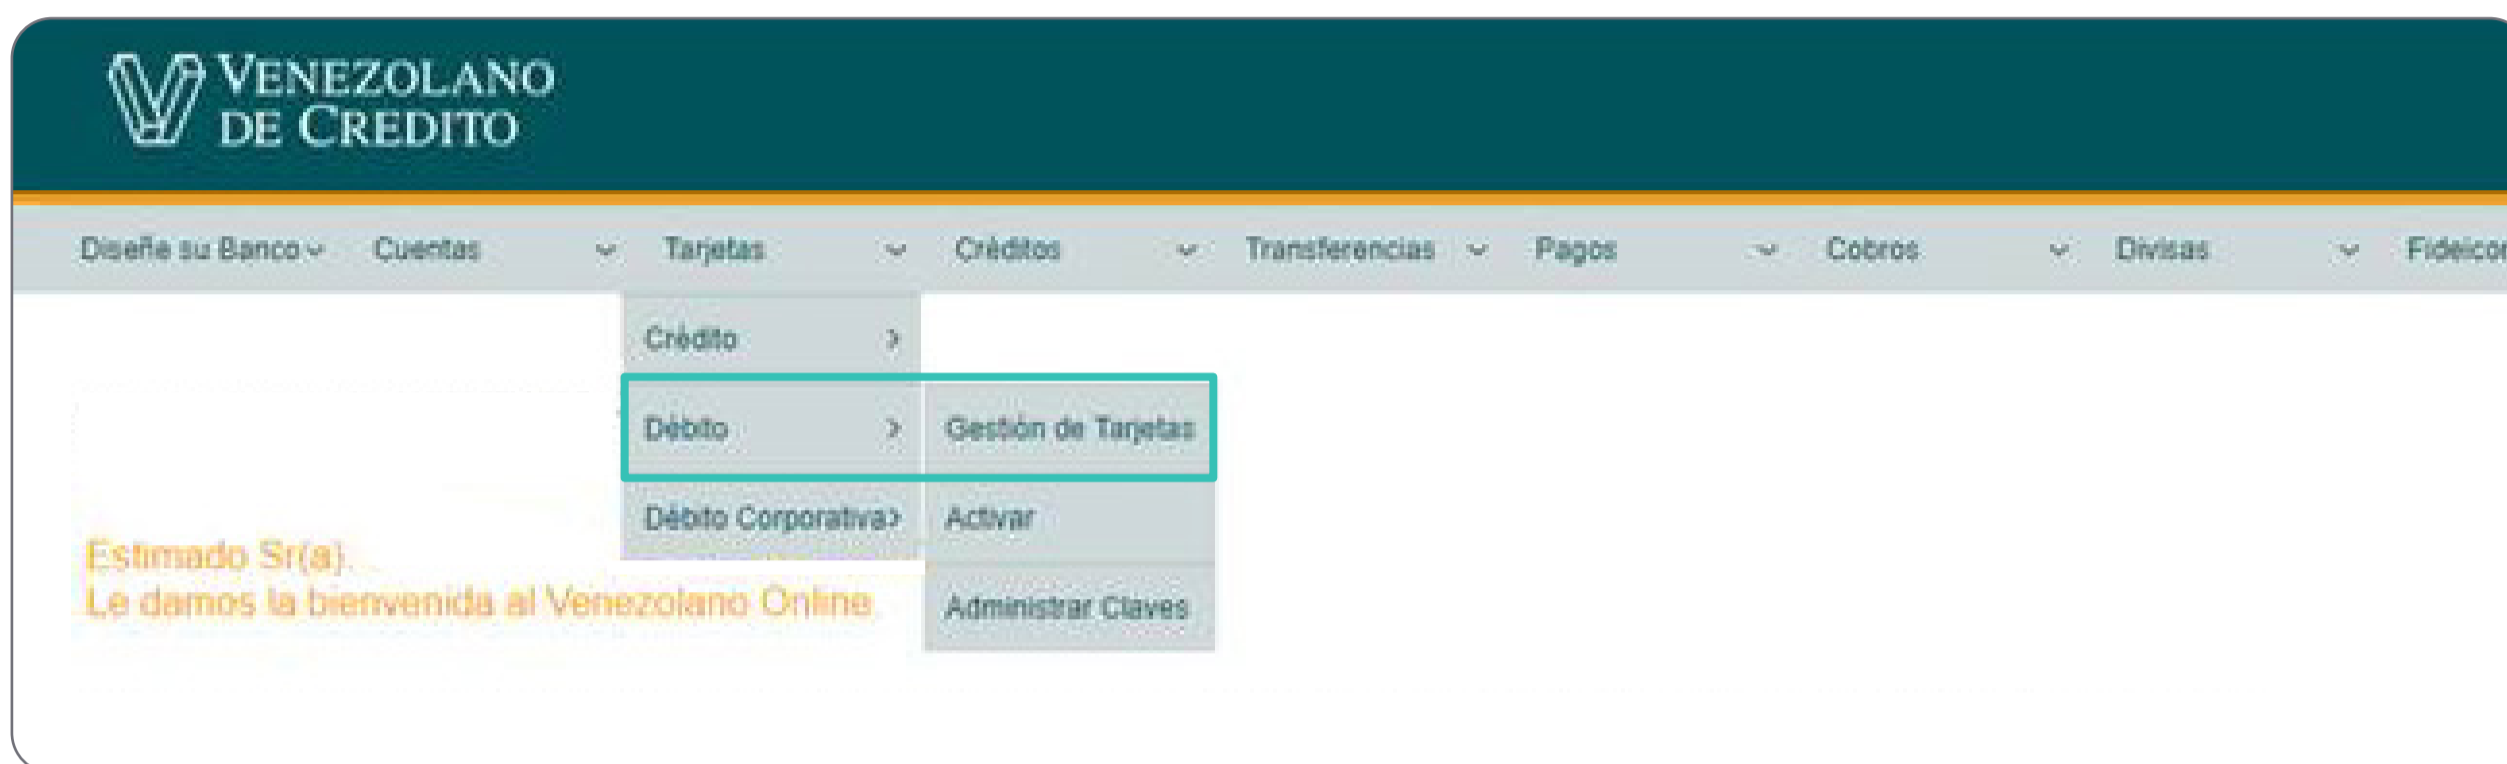 VENEZOLANO
DE CREDITO
Diseñe su Banco Cuentas Tarjetas Créditos Transferencias Pagos Cobros Divisas Fideicom
Crédito >
Débito > Gestión de Tarjetas
Débito Corporativa> Activar
Administrar Claves
Estimado Sr(a).
Le damos la bienvenida al Venezolano Online